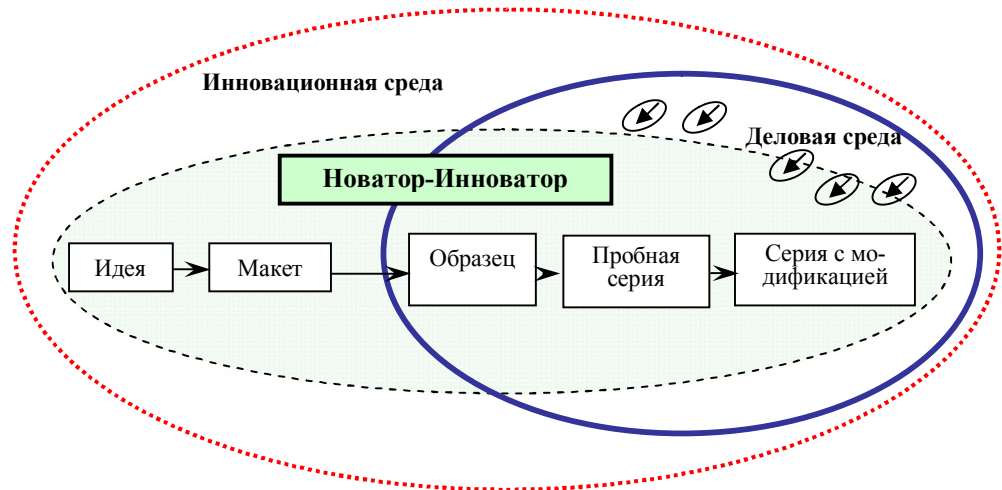 Инновационная среда
Деловая среда
Новатор-Инноватор
Идея
Макет
Образец
Пробная
серия
Серия с мо-
дификацией